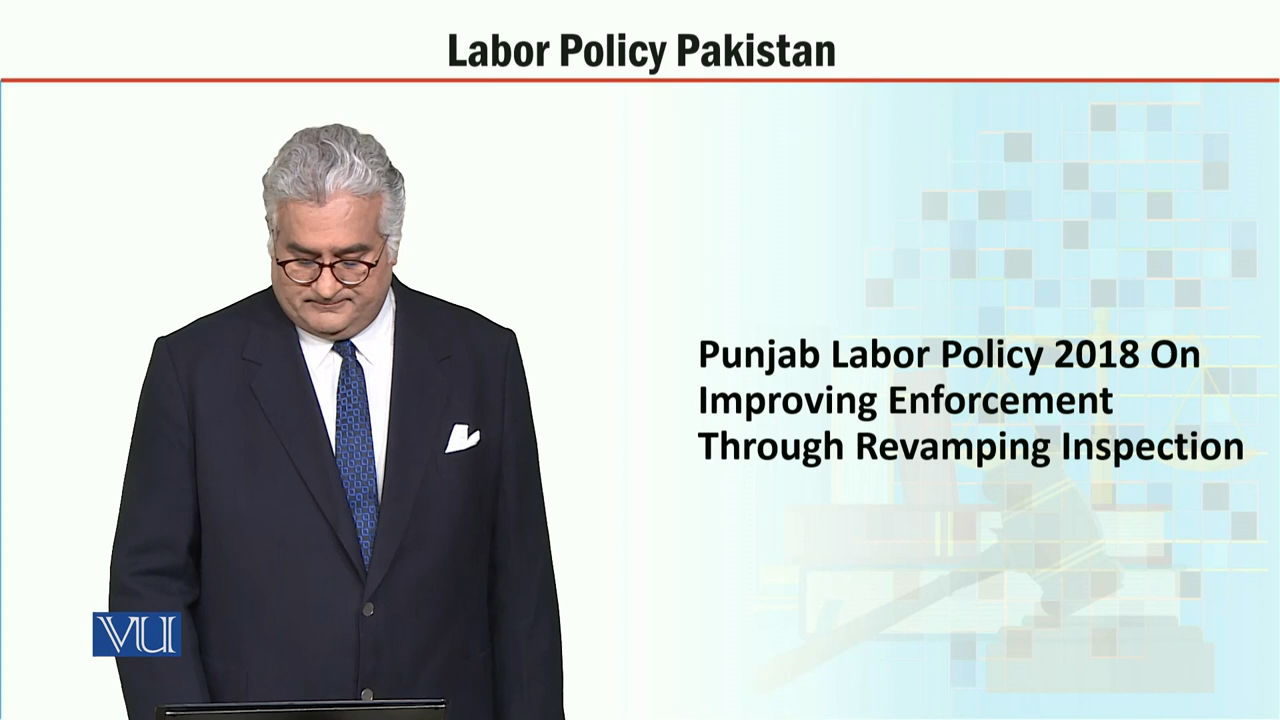 Labor Policy Pakistan
Punjab Labor Policy 2018 On
Improving Enforcement
Through Revamping Inspection
VU